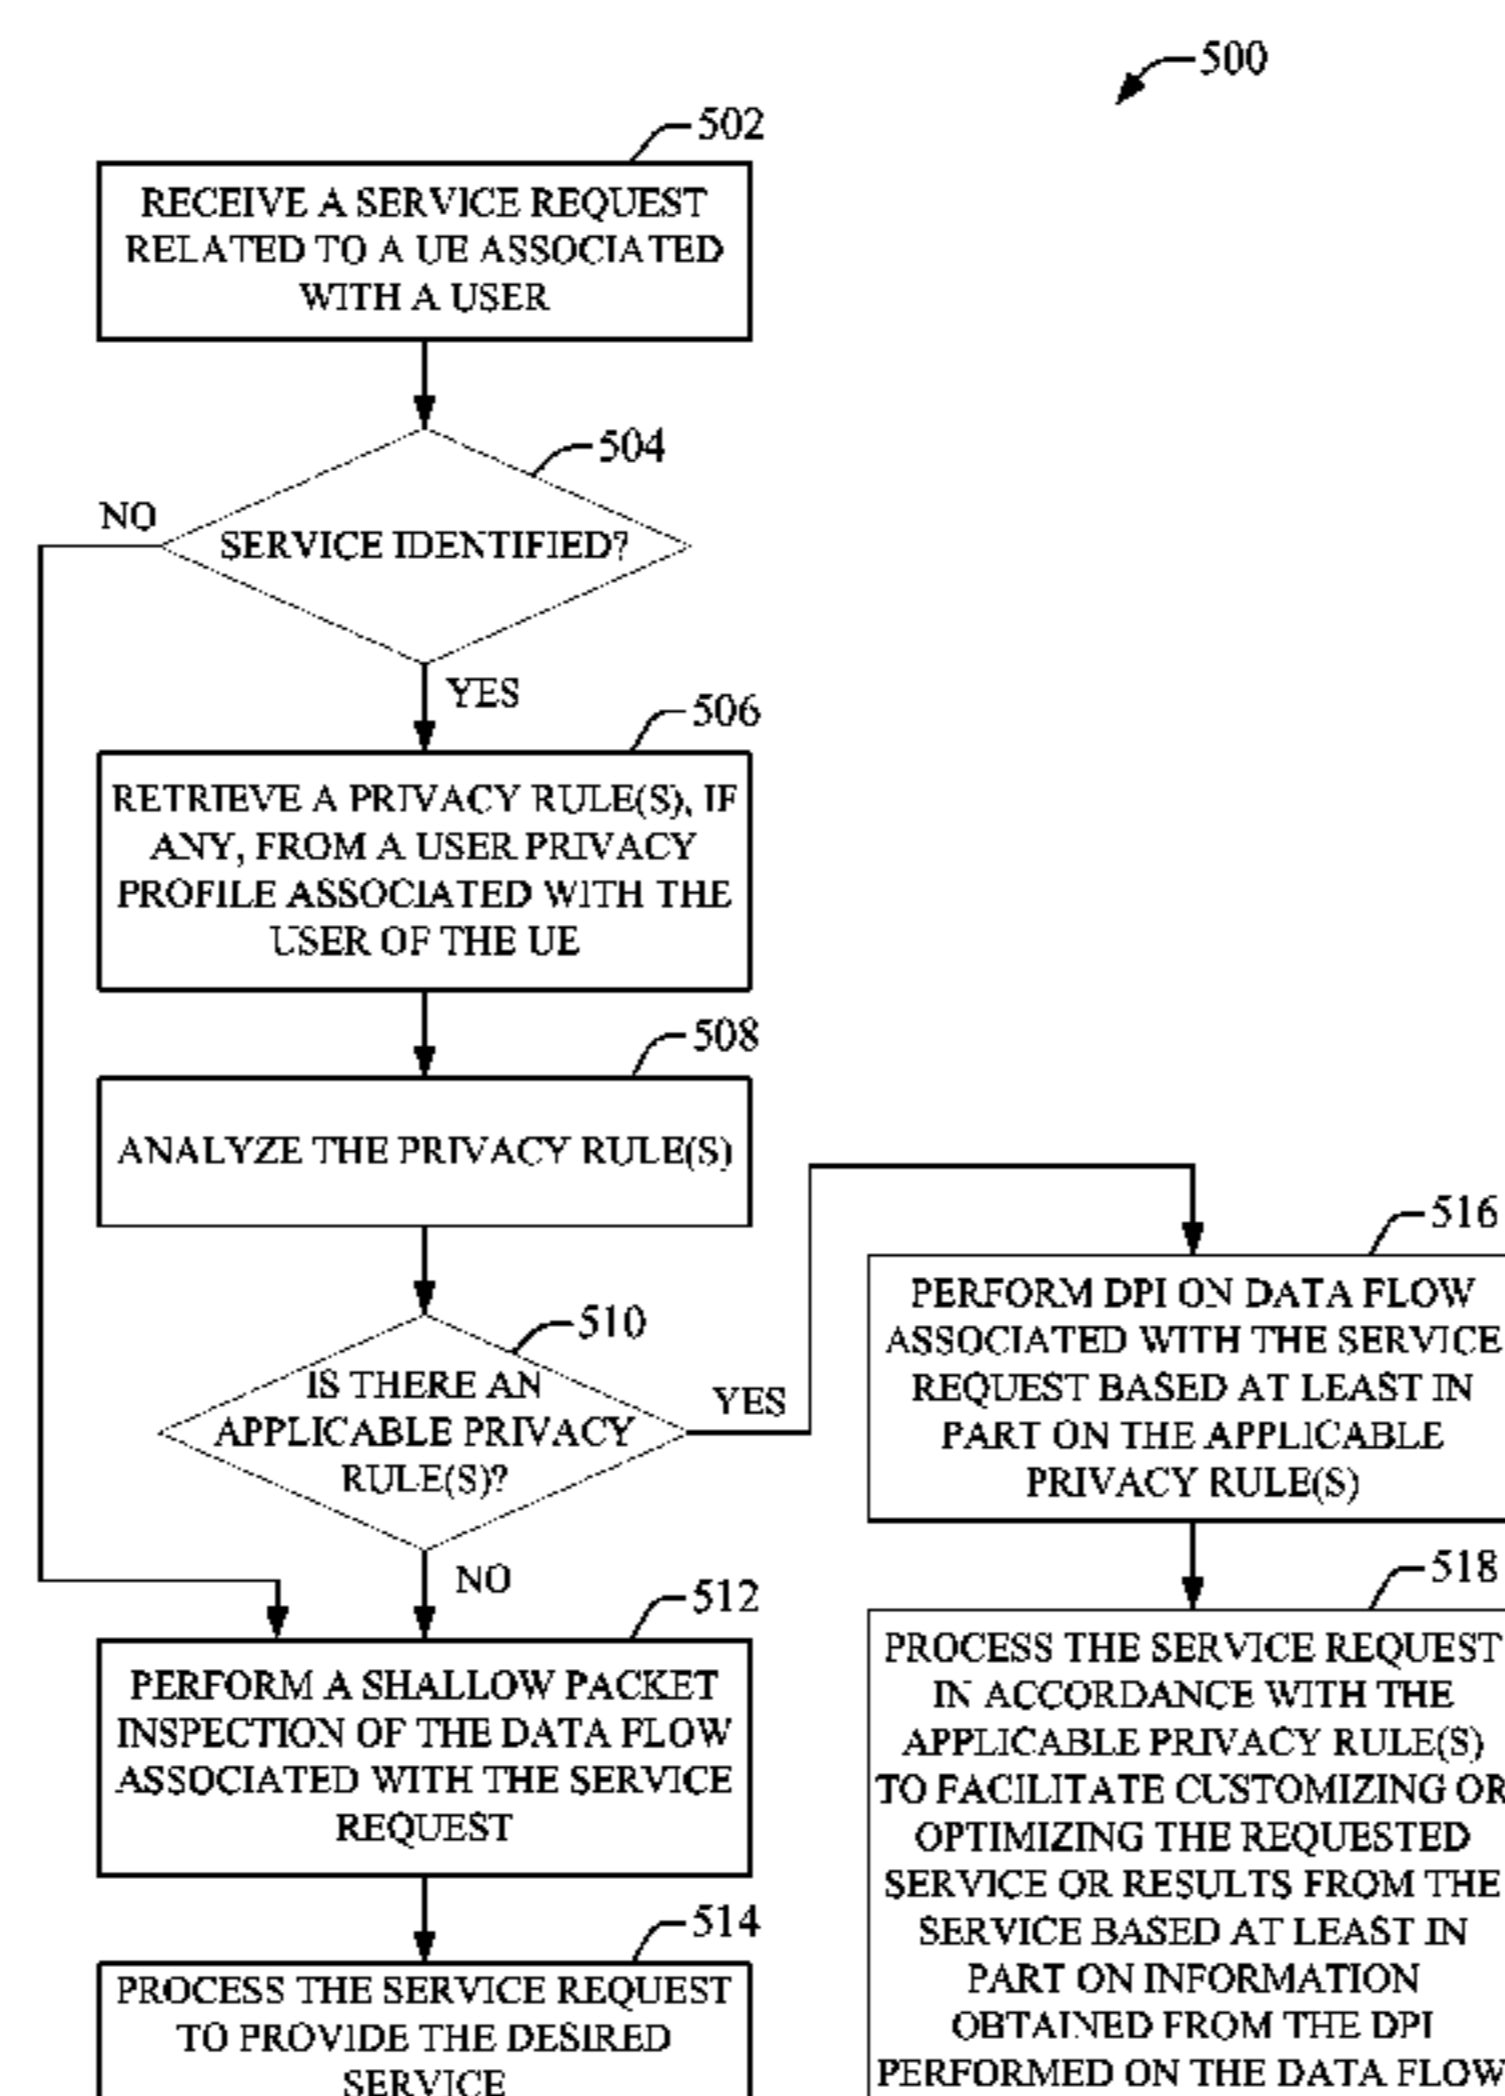 500
502
RECEIVE A SERVICE REQUEST
RELATED TO A UE ASSOCIATED
WITH A USER
504
NO
SERVICE IDENTIFIED?
YES
506
RETRIEVE A PRIVACY RULE(S), IF
ANY, FROM A USER PRIVACY
PROFILE ASSOCIATED WITH THE
USER OF THE UE
508
ANALYZE THE PRIVACY RULE(S)
510
IS THERE AN
APPLICABLE PRIVACY
RULE(S)?
YES
NO
512
PERFORM A SHALLOW PACKET
INSPECTION OF THE DATA FLOW
ASSOCIATED WITH THE SERVICE
REQUEST
514
PROCESS THE SERVICE REQUEST
TO PROVIDE THE DESIRED
SERVICE
516
PERFORM DPI ON DATA FLOW
ASSOCIATED WITH THE SERVICE
REQUEST BASED AT LEAST IN
PART ON THE APPLICABLE
PRIVACY RULE(S)
518
PROCESS THE SERVICE REQUEST
IN ACCORDANCE WITH THE
APPLICABLE PRIVACY RULE(S)
TO FACILITATE CUSTOMIZING OR
OPTIMIZING THE REQUESTED
SERVICE OR RESULTS FROM THE
SERVICE BASED AT LEAST IN
PART ON INFORMATION
OBTAINED FROM THE DPI
PERFORMED ON THE DATA FLOW